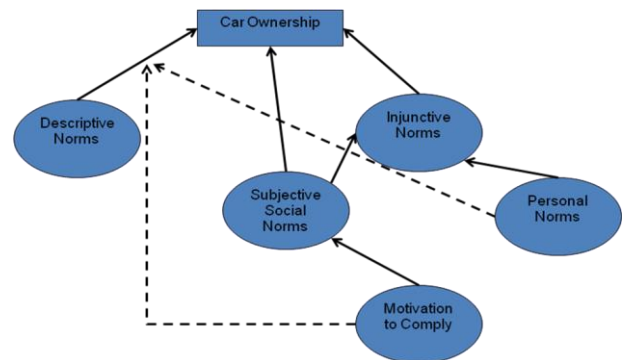 Car Ownership
Descriptive
Norms
Injunctive
Norms
Subjective
Social
Norms
Personal
Norms
Motivation
to Comply